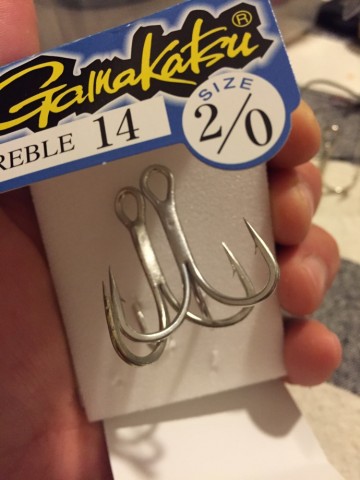 Gamakatsu®
REBLE 14
SIZE
2/0